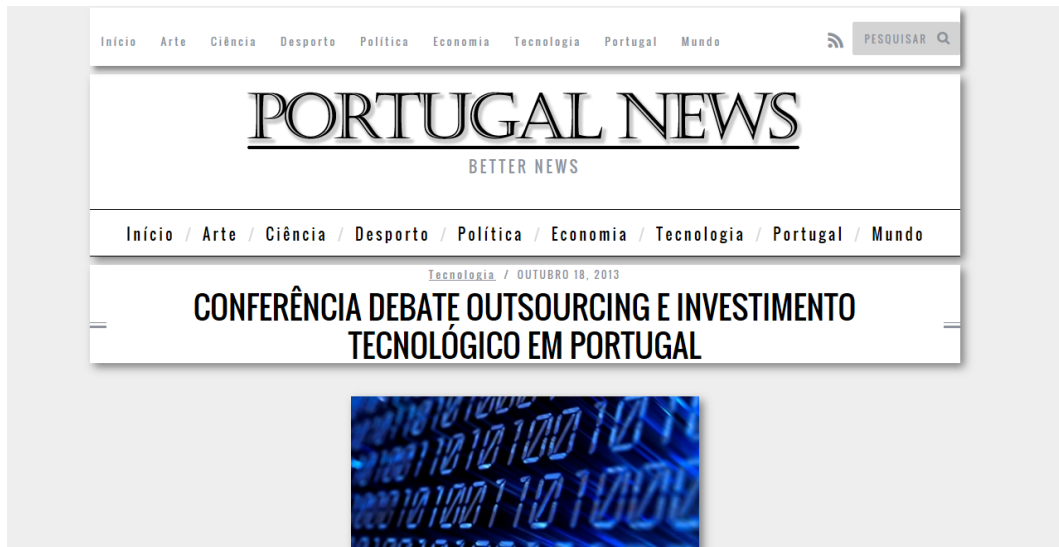 Início Arte Ciência Desporto Política Economia Tecnologia Portugal Mundo PESQUISAR
PORTUGAL NEWS
BETTER NEWS
Início / Arte / Ciência / Desporto / Política / Economia / Tecnologia / Portugal / Mundo
Tecnologia / OUTUBRO 18, 2013
CONFERÊNCIA DEBATE OUTSOURCING E INVESTIMENTO
TECNOLÓGICO EM PORTUGAL